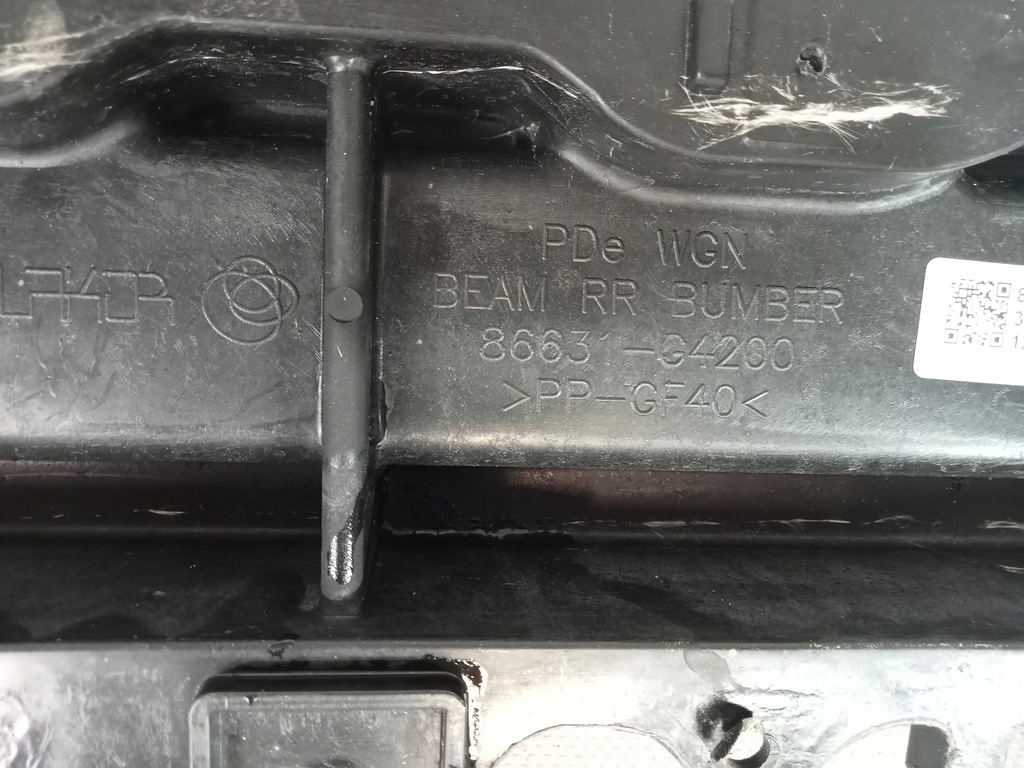 PDe WGN
BEAM RR BUMBER
86631-G4200
>PP-GF40<